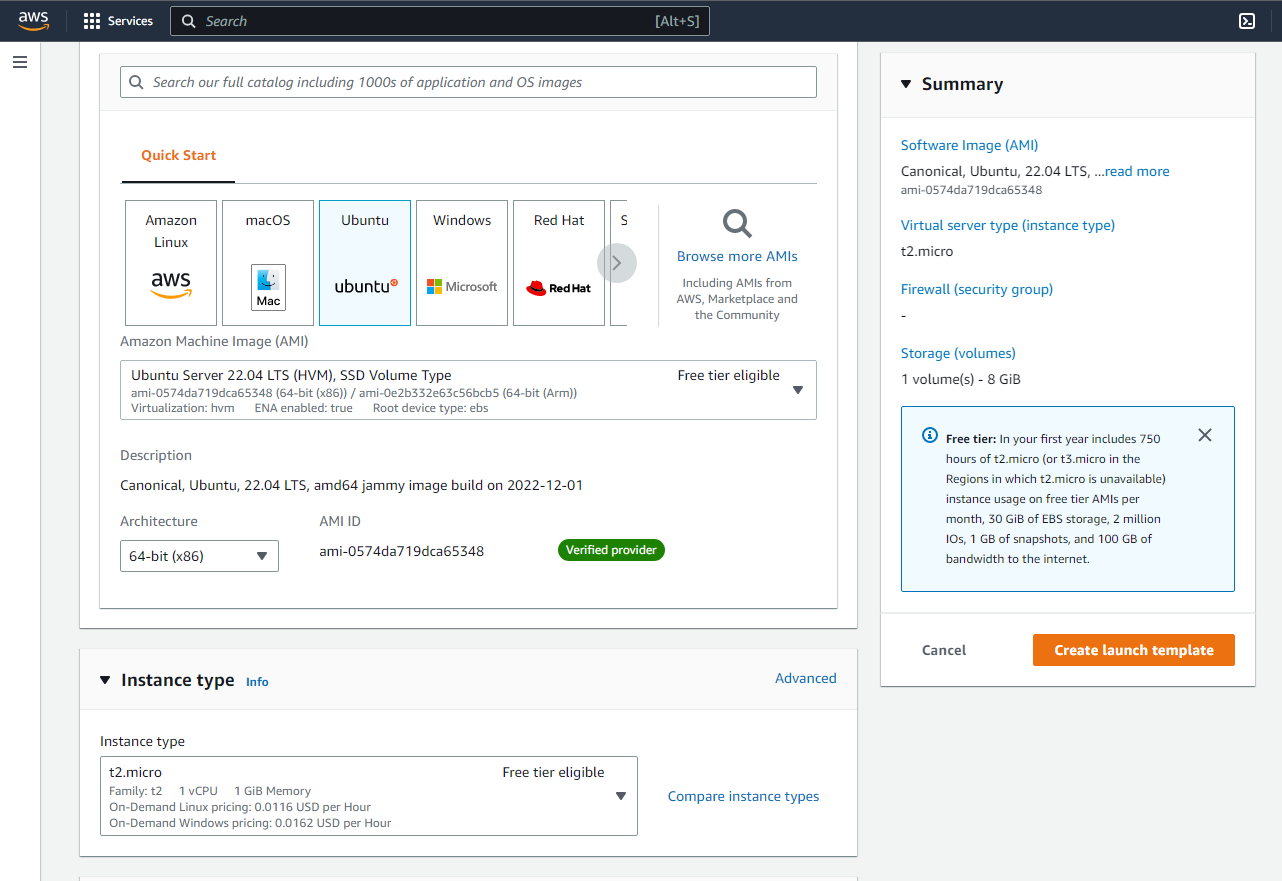 aws
Services
Search
[Alt+S]
Search our full catalog including 1000s of application and OS images
Quick Start
Amazon
Linux
aws
macOS
Mac
Ubuntu
ubuntu
Windows
Microsoft
Red Hat
Red Hat
S
Browse more AMIs
Including AMIs from
AWS, Marketplace and
the Community
Amazon Machine Image (AMI)
Ubuntu Server 22.04 LTS (HVM), SSD Volume Type
Free tier eligible
ami-0574da719dca65348 (64-bit (x86)) / ami-0e2b332e63c56bcb5 (64-bit (Arm))
Virtualization: hvm ENA enabled: true Root device type: ebs
Description
Canonical, Ubuntu, 22.04 LTS, amd64 jammy image build on 2022-12-01
Architecture
AMI ID
64-bit (x86)
ami-0574da719dca65348
Verified provider
Instance type Info
Advanced
Instance type
t2.micro
Free tier eligible
Family: t2 1 vCPU 1 GiB Memory
On-Demand Linux pricing: 0.0116 USD per Hour
On-Demand Windows pricing: 0.0162 USD per Hour
Compare instance types
Summary
Software Image (AMI)
Canonical, Ubuntu, 22.04 LTS, ...read more
ami-0574da719dca65348
Virtual server type (instance type)
t2.micro
Firewall (security group)
-
Storage (volumes)
1 volume(s) - 8 GiB
Free tier: In your first year includes 750
hours of t2.micro (or t3.micro in the
Regions in which t2.micro is unavailable)
instance usage on free tier AMIs per
month, 30 GiB of EBS storage, 2 million
IOs, 1 GB of snapshots, and 100 GB of
bandwidth to the internet.
Cancel
Create launch template